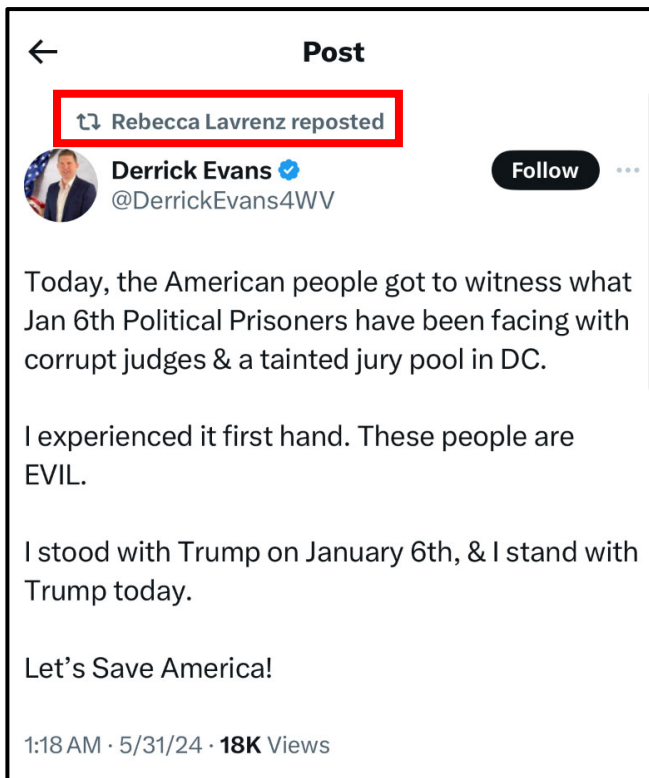 Post
Rebecca Lavrenz reposted
Derrick Evans
Follow
@DerrickEvans4WV
Today, the American people got to witness what
Jan 6th Political Prisoners have been facing with
corrupt judges & a tainted jury pool in DC.
I experienced it first hand. These people are
EVIL.
I stood with Trump on January 6th, & I stand with
Trump today.
Let’s Save America!
1:18 AM · 5/31/24 · 18K Views